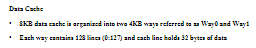 Data Cache
• 8KB data cache is organized into two 4KB ways referred to as Way0 and Way1
• Each way contains 128 lines (0:127) and each line holds 32 bytes of data